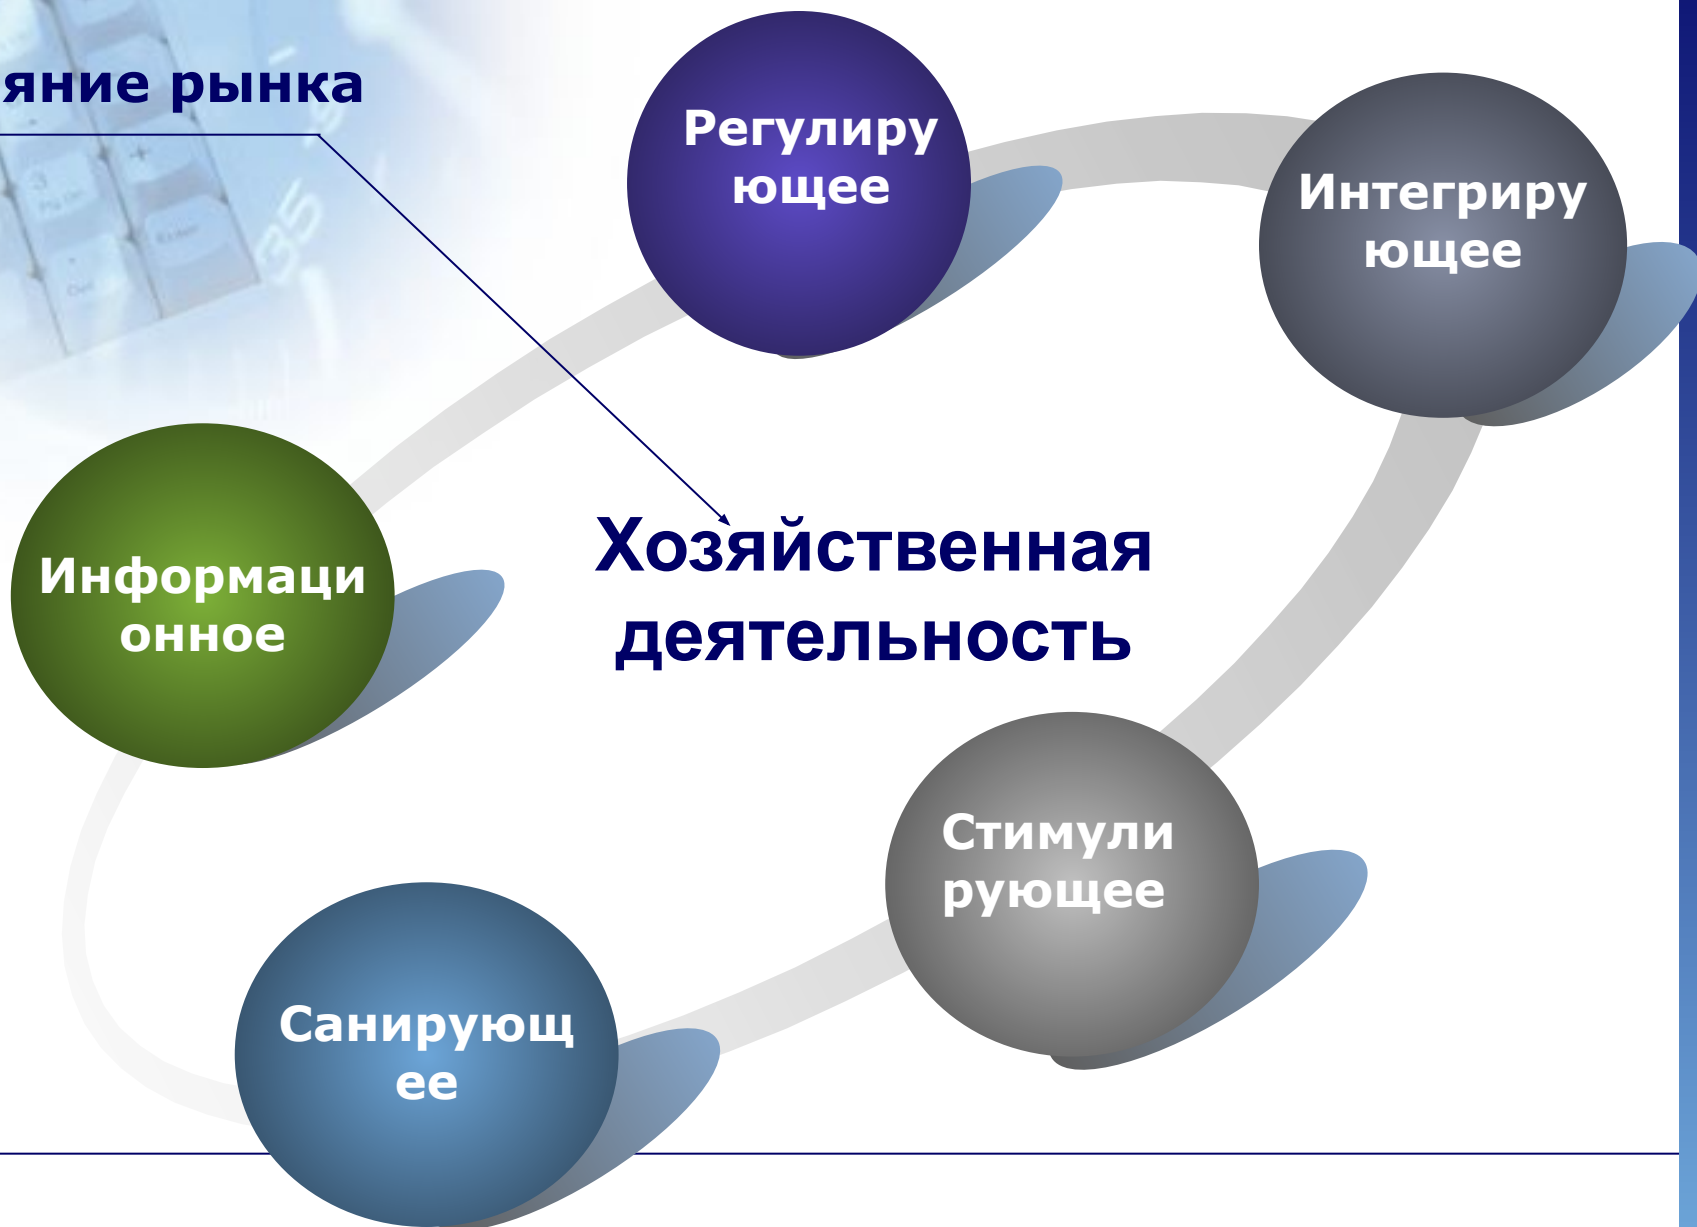 яние рынка
Регулиру
ющее
Интегриру
ющее
Информаци
онное
Хозяйственная
деятельность
Стимули
рующее
Санирующ
ее